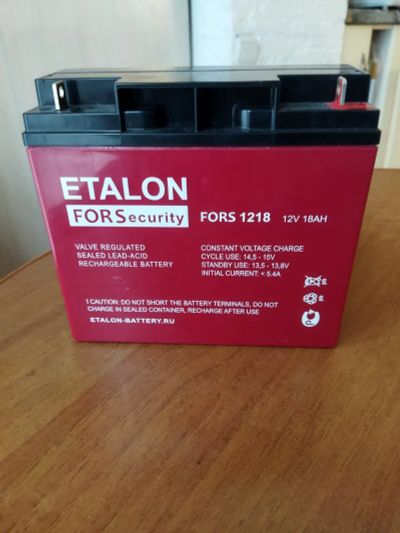 ETALON
FORSecurity
FORS 1218 12V 18AH
VALVE REGULATED
SEALED LEAD-ACID
RECHARGEABLE BATTERY
CONSTANT VOLTAGE CHARGE
CYCLE USE: 14,5 - 15V
STANDBY USE: 13,5 - 13,8V
INITIAL CURRENT: < 5.4A
! CAUTION: DO NOT SHORT THE BATTERY TERMINALS, DO NOT
CHARGE IN SEALED CONTAINER, RECHARGE AFTER USE
ETALON-BATTERY.RU